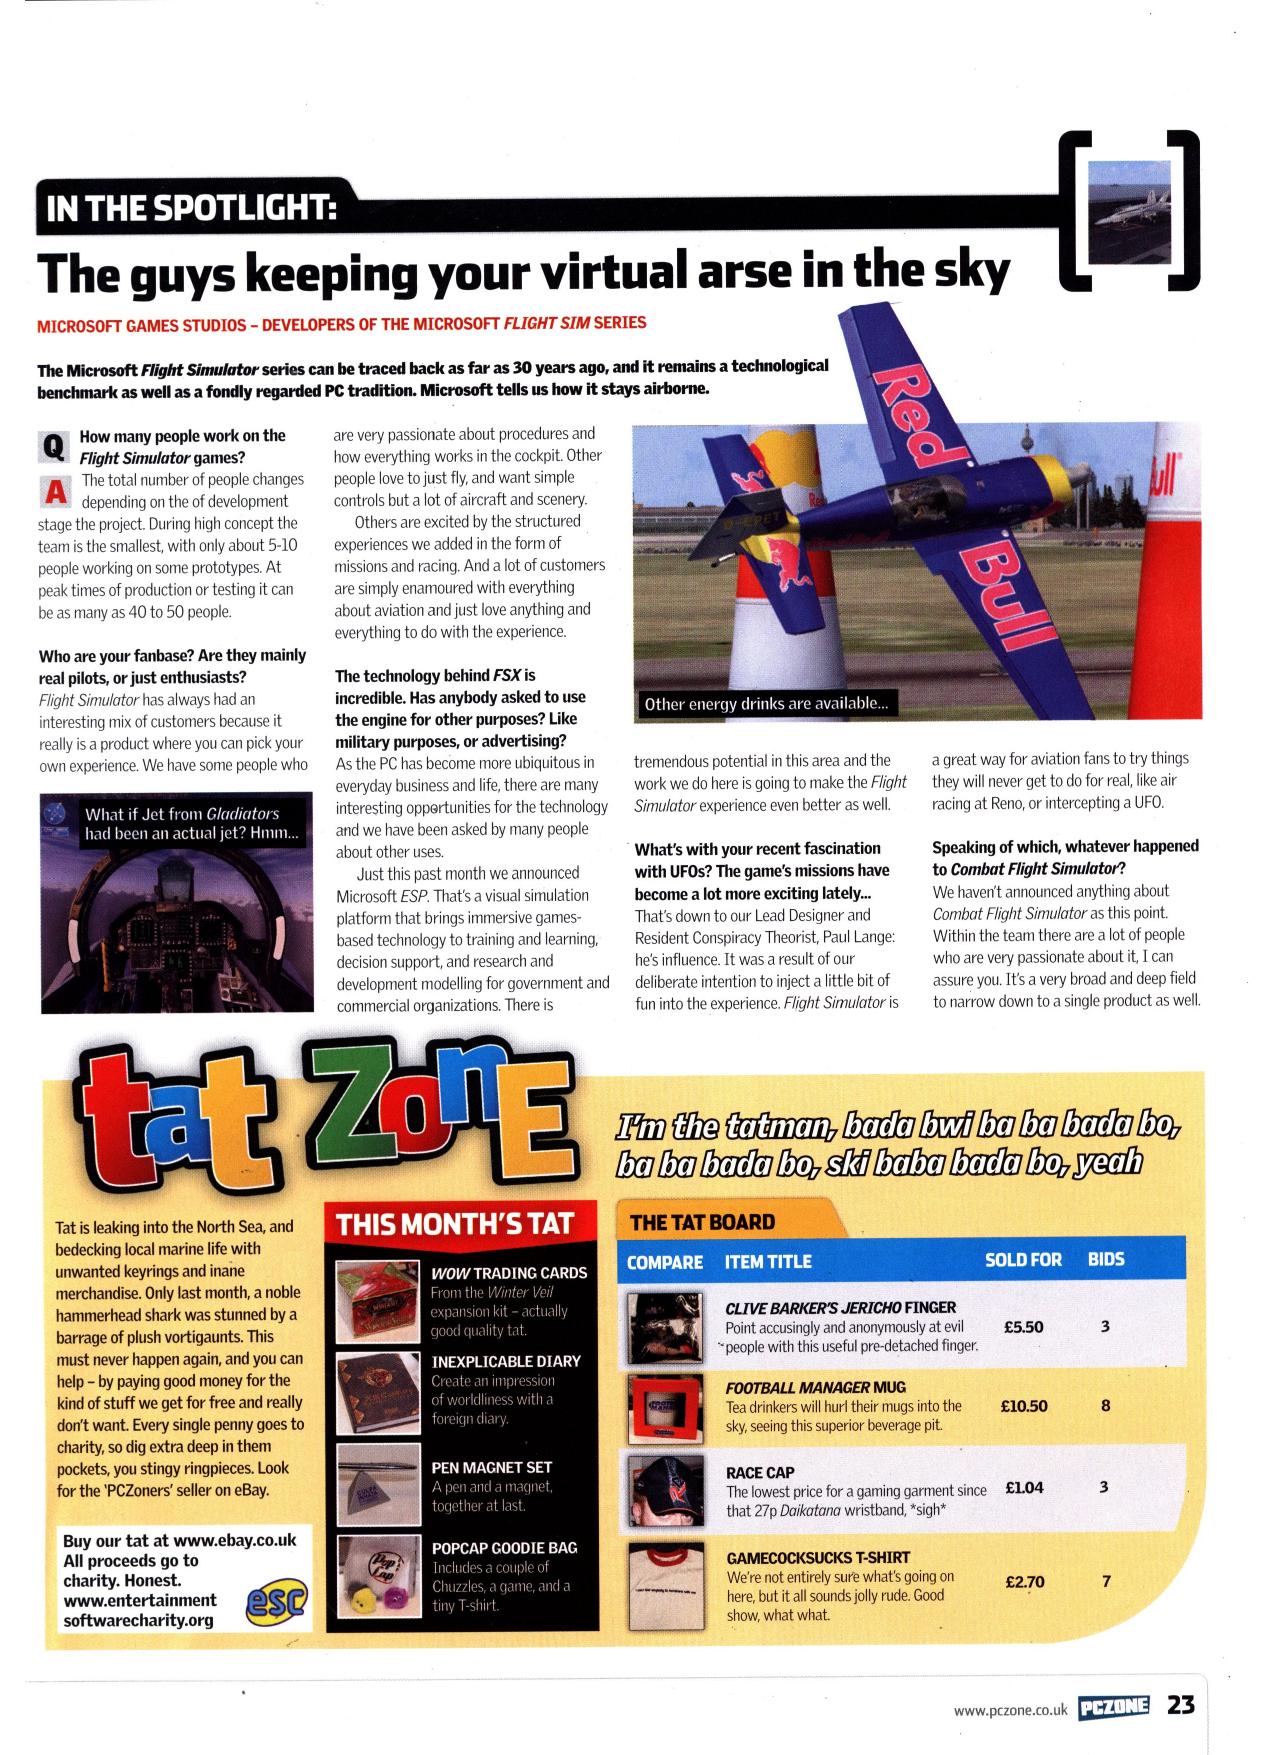 IN THE SPOTLIGHT:
The guys keeping your virtual arse in the sky
MICROSOFT GAMES STUDIOS – DEVELOPERS OF THE MICROSOFT FLIGHT SIM SERIES
The Microsoft Flight Simulator series can be traced back as far as 30 years ago, and it remains a technological
benchmark as well as a fondly regarded PC tradition. Microsoft tells us how it stays airborne.
Q How many people work on the
Flight Simulator games?
A The total number of people changes
depending on the of development
stage the project. During high concept the
team is the smallest, with only about 5-10
people working on some prototypes. At
peak times of production or testing it can
be as many as 40 to 50 people.
Who are your fanbase? Are they mainly
real pilots, or just enthusiasts?
Flight Simulator has always had an
interesting mix of customers because it
really is a product where you can pick your
own experience. We have some people who
What if Jet from Gladiators
had been an actual jet? Hmm...
are very passionate about procedures and
how everything works in the cockpit. Other
people love to just fly, and want simple
controls but a lot of aircraft and scenery.
Others are excited by the structured
experiences we added in the form of
missions and racing. And a lot of customers
are simply enamoured with everything
about aviation and just love anything and
everything to do with the experience.
The technology behind FSX is
incredible. Has anybody asked to use
the engine for other purposes? Like
military purposes, or advertising?
As the PC has become more ubiquitous in
everyday business and life, there are many
interesting opportunities for the technology
and we have been asked by many people
about other uses.
Just this past month we announced
Microsoft ESP. That's a visual simulation
platform that brings immersive games-
based technology to training and learning,
decision support, and research and
development modelling for government and
commercial organizations. There is
Red
Bull
D-EPET
Other energy drinks are available...
tremendous potential in this area and the
work we do here is going to make the Flight
Simulator experience even better as well.
What's with your recent fascination
with UFOs? The game's missions have
become a lot more exciting lately...
That's down to our Lead Designer and
Resident Conspiracy Theorist, Paul Lange:
he's influence. It was a result of our
deliberate intention to inject a little bit of
fun into the experience. Flight Simulator is
a great way for aviation fans to try things
they will never get to do for real, like air
racing at Reno, or intercepting a UFO.
Speaking of which, whatever happened
to Combat Flight Simulator?
We haven't announced anything about
Combat Flight Simulator as this point.
Within the team there are a lot of people
who are very passionate about it, I can
assure you. It's a very broad and deep field
to narrow down to a single product as well.
tat ZonE
I'm the tatman, bada bwi ba ba bada bo,
ba ba bada bo, ski baba bada bo, yeah
Tat is leaking into the North Sea, and
bedecking local marine life with
unwanted keyrings and inane
merchandise. Only last month, a noble
hammerhead shark was stunned by a
barrage of plush vortigaunts. This
must never happen again, and you can
help – by paying good money for the
kind of stuff we get for free and really
don't want. Every single penny goes to
charity, so dig extra deep in them
pockets, you stingy ringpieces. Look
for the 'PCZoners' seller on eBay.
Buy our tat at www.ebay.co.uk
All proceeds go to
charity. Honest.
www.entertainment
softwarecharity.org
esc
THIS MONTH'S TAT
WOW TRADING CARDS
From the Winter Veil
expansion kit – actually
good quality tat.
INEXPLICABLE DIARY
Create an impression
of worldliness with a
foreign diary.
PEN MAGNET SET
A pen and a magnet,
together at last.
POPCAP GOODIE BAG
Includes a couple of
Chuzzles, a game, and a
tiny T-shirt.
THE TAT BOARD
COMPARE ITEM TITLE SOLD FOR BIDS
CLIVE BARKER'S JERICHO FINGER
Point accusingly and anonymously at evil
people with this useful pre-detached finger.
£5.50 3
FOOTBALL MANAGER MUG
Tea drinkers will hurl their mugs into the
sky, seeing this superior beverage pit.
£10.50 8
RACE CAP
The lowest price for a gaming garment since
that 27p Daikatana wristband, *sigh*
£1.04 3
GAMECOCKSUCKS T-SHIRT
We're not entirely sure what's going on
here, but it all sounds jolly rude. Good
show, what what.
£2.70 7
www.pczone.co.uk PCZONE 23